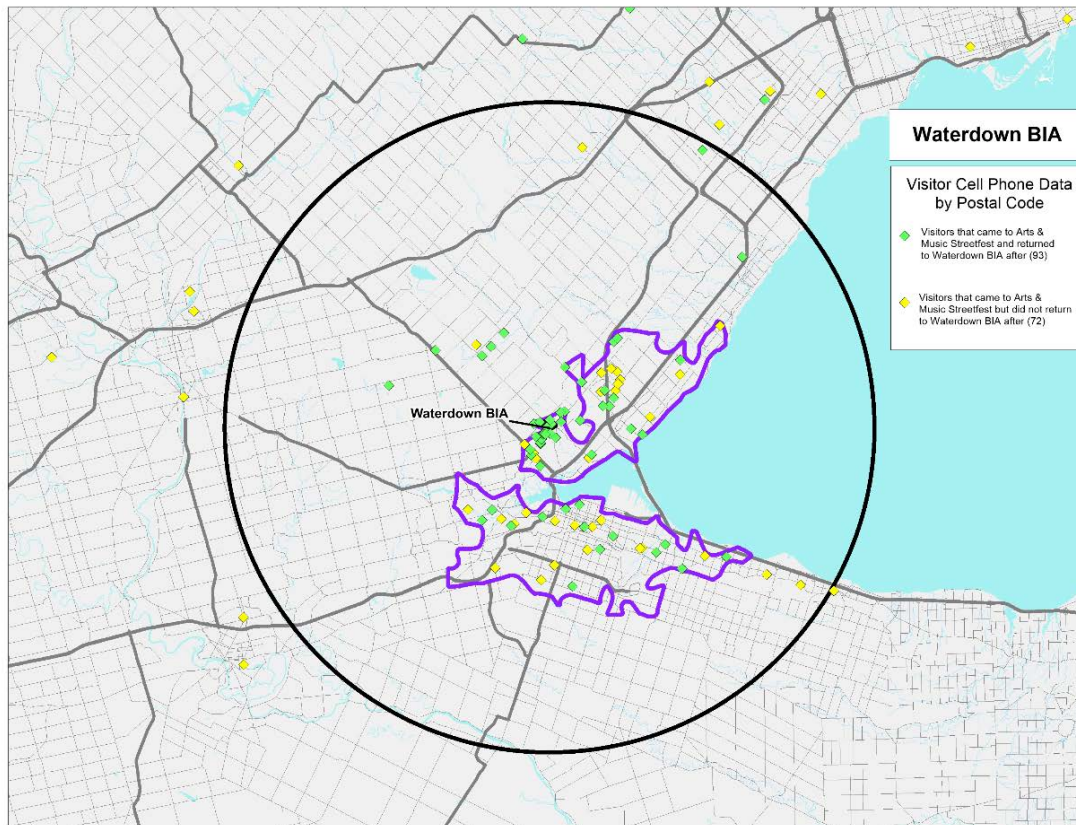 Waterdown BIA
Visitor Cell Phone Data
by Postal Code
Visitors that came to Arts &
Music Streetfest and returned
to Waterdown BIA after (93)
Visitors that came to Arts &
Music Streetfest but did not return
to Waterdown BIA after (72)
Waterdown BIA